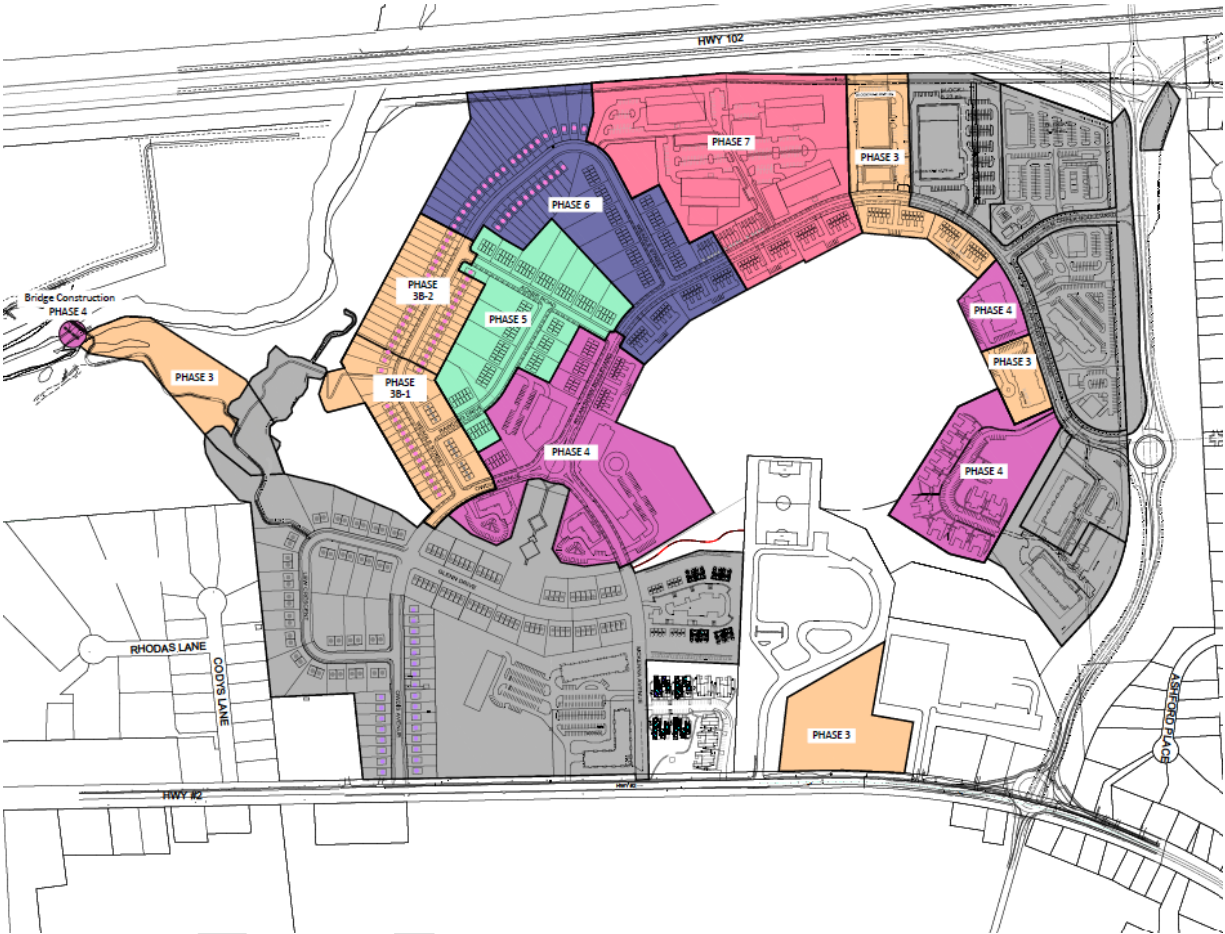 HWY 102
PHASE 7
PHASE 3
PHASE 6
PHASE
3B-2
Bridge Construction
PHASE 4
PHASE 4
PHASE 5
PHASE 3
PHASE 3
PHASE
3B-1
PHASE 4
PHASE 4
GLENN DRIVE
RHODAS LANE
CODYS LANE
ASHFORD PLACE
PHASE 3
HWY #2